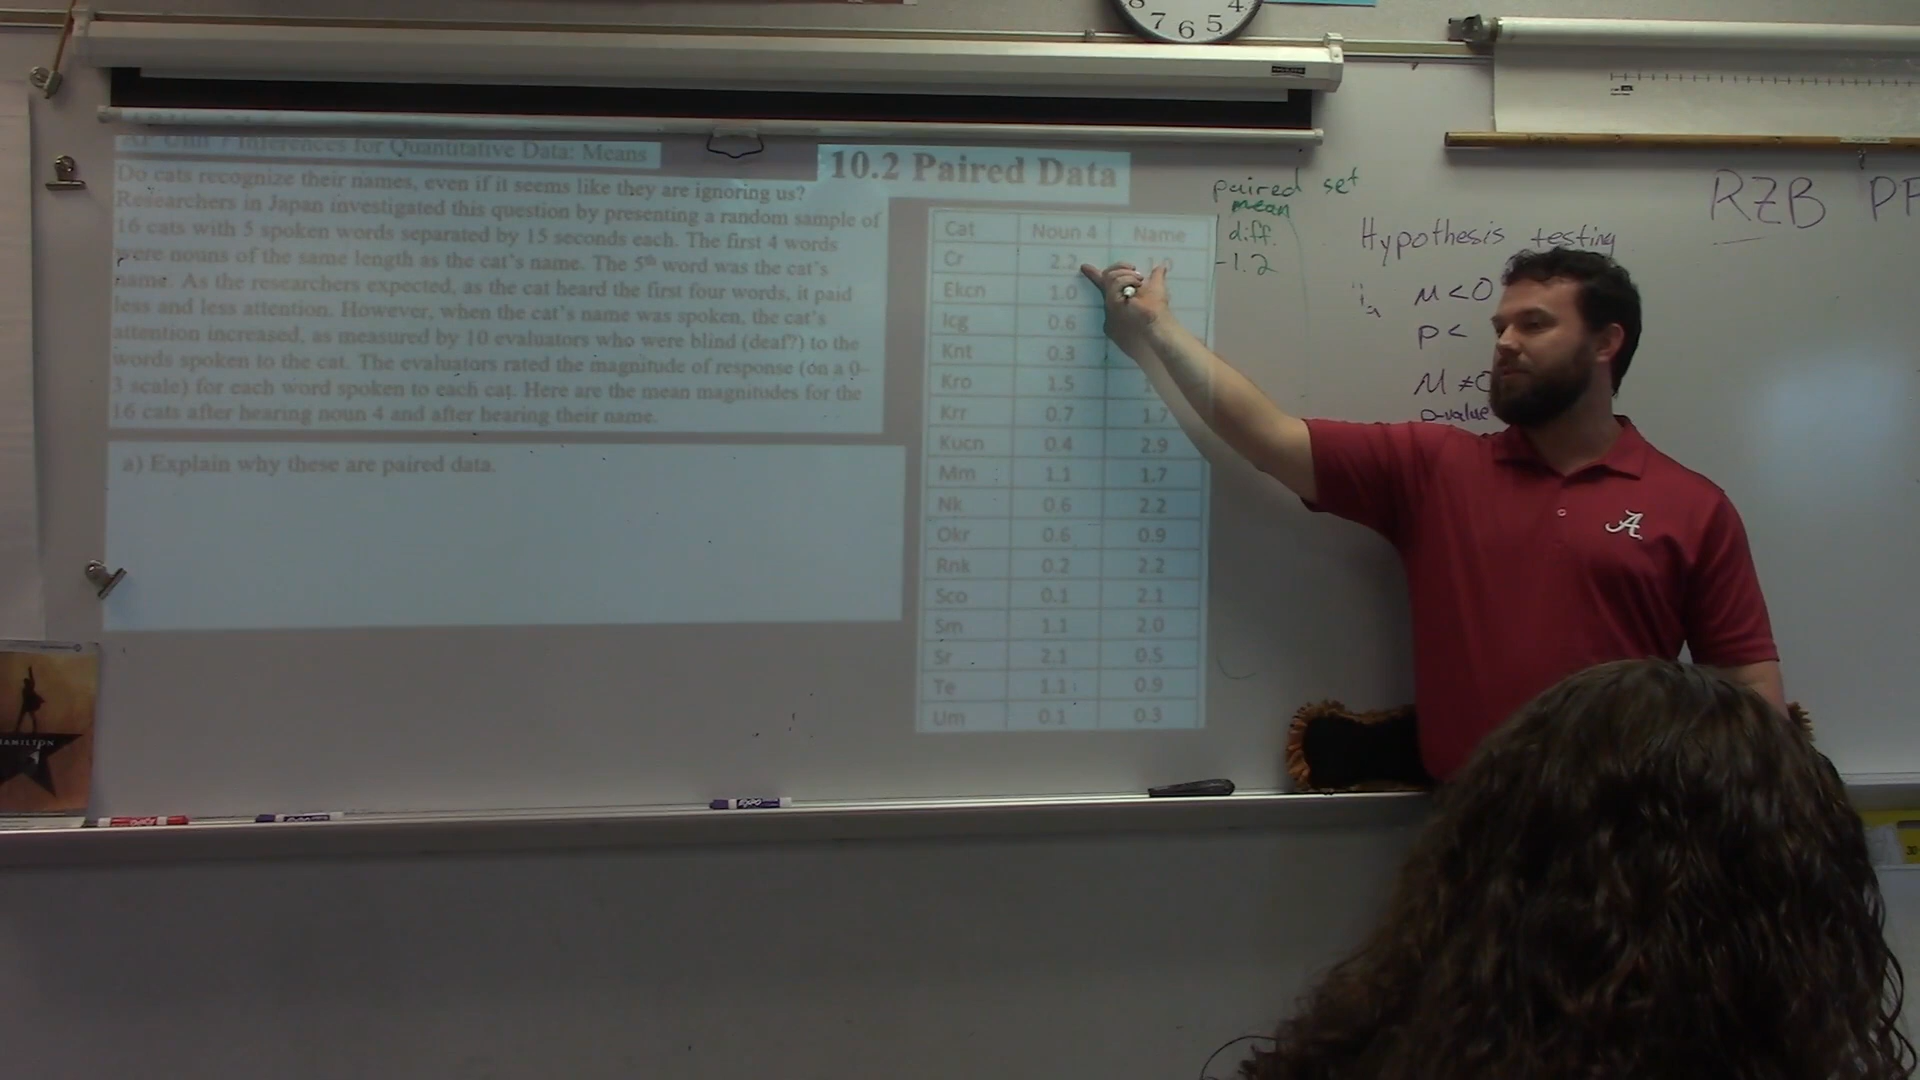 8 7 6 5 4
Unit 7 Inferences for Quantitative Data: Means
10.2 Paired Data
Do cats recognize their names, even if it seems like they are ignoring us?
Researchers in Japan investigated this question by presenting a random sample of
16 cats with 5 spoken words separated by 15 seconds each. The first 4 words
were nouns of the same length as the cat's name. The 5th word was the cat's
name. As the researchers expected, as the cat heard the first four words, it paid
less and less attention. However, when the cat's name was spoken, the cat's
attention increased, as measured by 10 evaluators who were blind (deaf?) to the
words spoken to the cat. The evaluators rated the magnitude of response (on a 0–
3 scale) for each word spoken to each cat. Here are the mean magnitudes for the
16 cats after hearing noun 4 and after hearing their name.
a) Explain why these are paired data.
Cat Noun 4 Name
Cr 2.2 1.0
Ekcn 1.0
Icg 0.6
Knt 0.3
Kro 1.5
Krr 0.7 1.7
Kucn 0.4 2.9
Mm 1.1 1.7
Nk 0.6 2.2
Okr 0.6 0.9
Rnk 0.2 2.2
Sco 0.1 2.1
Sm 1.1 2.0
Sr 2.1 0.5
Te 1.1 0.9
Um 0.1 0.3
paired set
mean
diff.
-1.2
Hypothesis testing
M < 0
p <
M ≠ 0
p-value
RZB
A
HAMILTON
EXPO
30